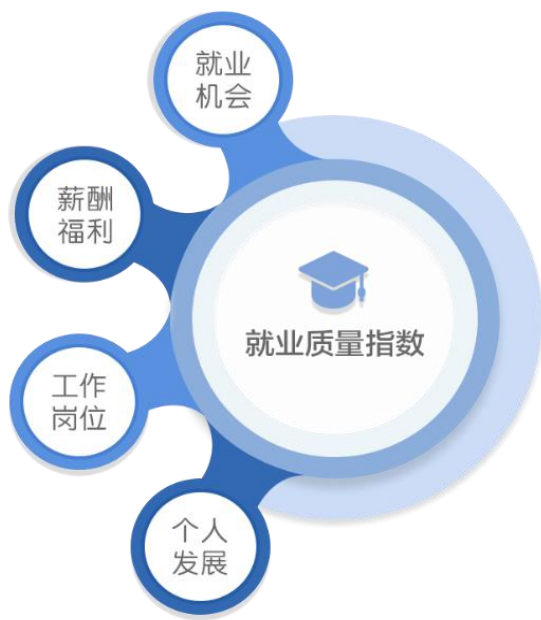 就业
机会
薪酬
福利
就业质量指数
工作
岗位
个人
发展